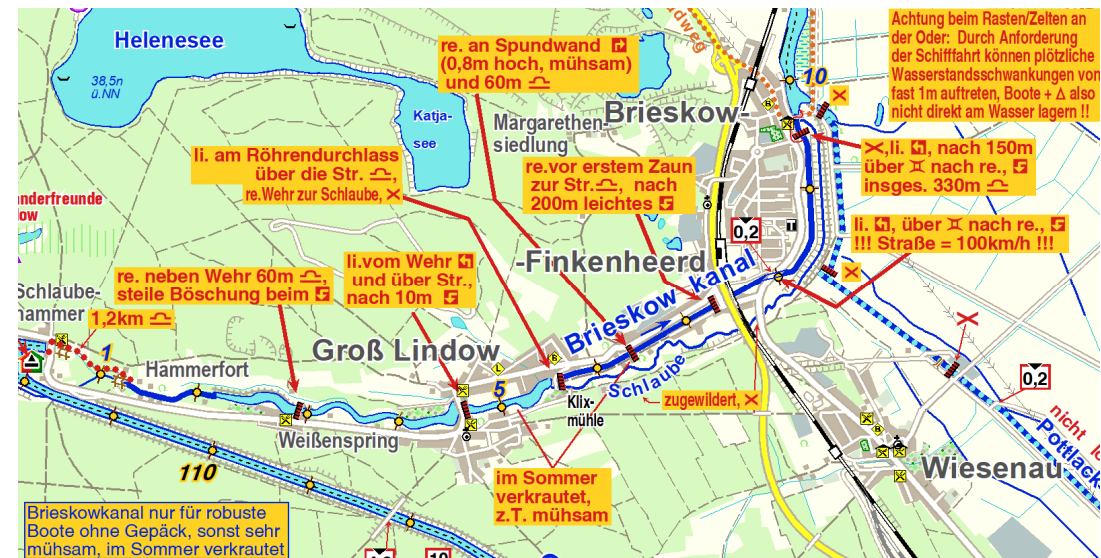 Helenesee
38,5n
ü.NN
Katja-
see
re. an Spundwand
(0,8m hoch, mühsam)
und 60m
Margarethen-
siedlung
Brieskow-
10
Achtung beim Rasten/Zelten an
der Oder: Durch Anforderung
der Schifffahrt können plötzliche
Wasserstandsschwankungen von
fast 1m auftreten, Boote + Δ also
nicht direkt am Wasser lagern !!
li. am Röhrendurchlass
über die Str.
re.Wehr zur Schlaube,
re.vor erstem Zaun
zur Str. , nach
200m leichtes
,li. , nach 150m
über nach re.,
insges. 330m
li. , über nach re.,
!!! Straße = 100km/h !!!
0,2
anderfreunde
-Finkenheerd
Brieskow kanal
re. neben Wehr 60m ,
steile Böschung beim
li.vom Wehr
und über Str.,
nach 10m
Schlaube-
hammer
1,2km
1
Hammerfort
Groß Lindow
5
Klix-
mühle
Schlaube
zugewildert,
0,2
nicht
Pottlack
Weißenspring
110
im Sommer
verkrautet,
z.T. mühsam
Wiesenau
Brieskowkanal nur für robuste
Boote ohne Gepäck, sonst sehr
mühsam, im Sommer verkrautet